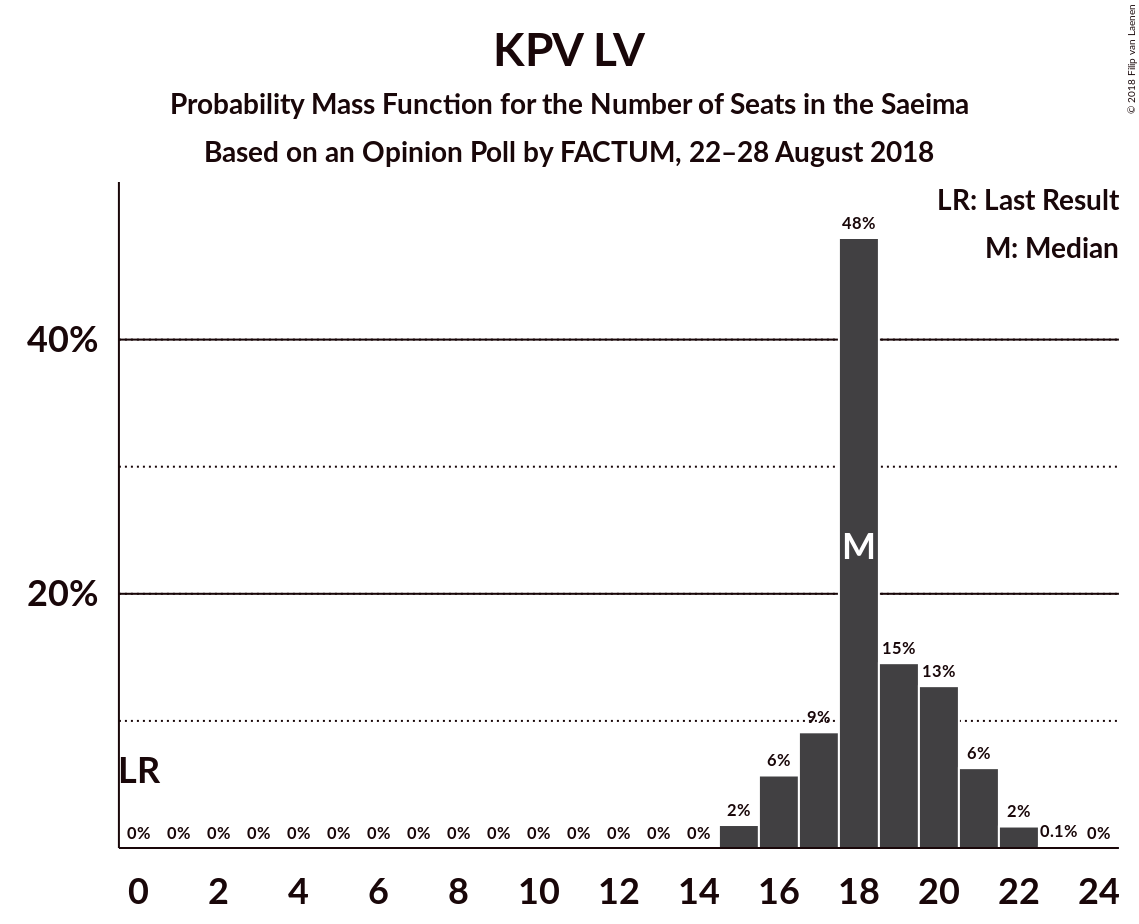 KPV LV
Probability Mass Function for the Number of Seats in the Saeima
Based on an Opinion Poll by FACTUM, 22–28 August 2018
© 2018 Filip van Laenen
LR: Last Result
M: Median
48%
40%
M
20%
15%
13%
9%
6%
6%
LR
2%
2%
0% 0% 0% 0% 0% 0% 0% 0% 0% 0% 0% 0% 0% 0% 0% 0.1% 0%
0 2 4 6 8 10 12 14 16 18 20 22 24